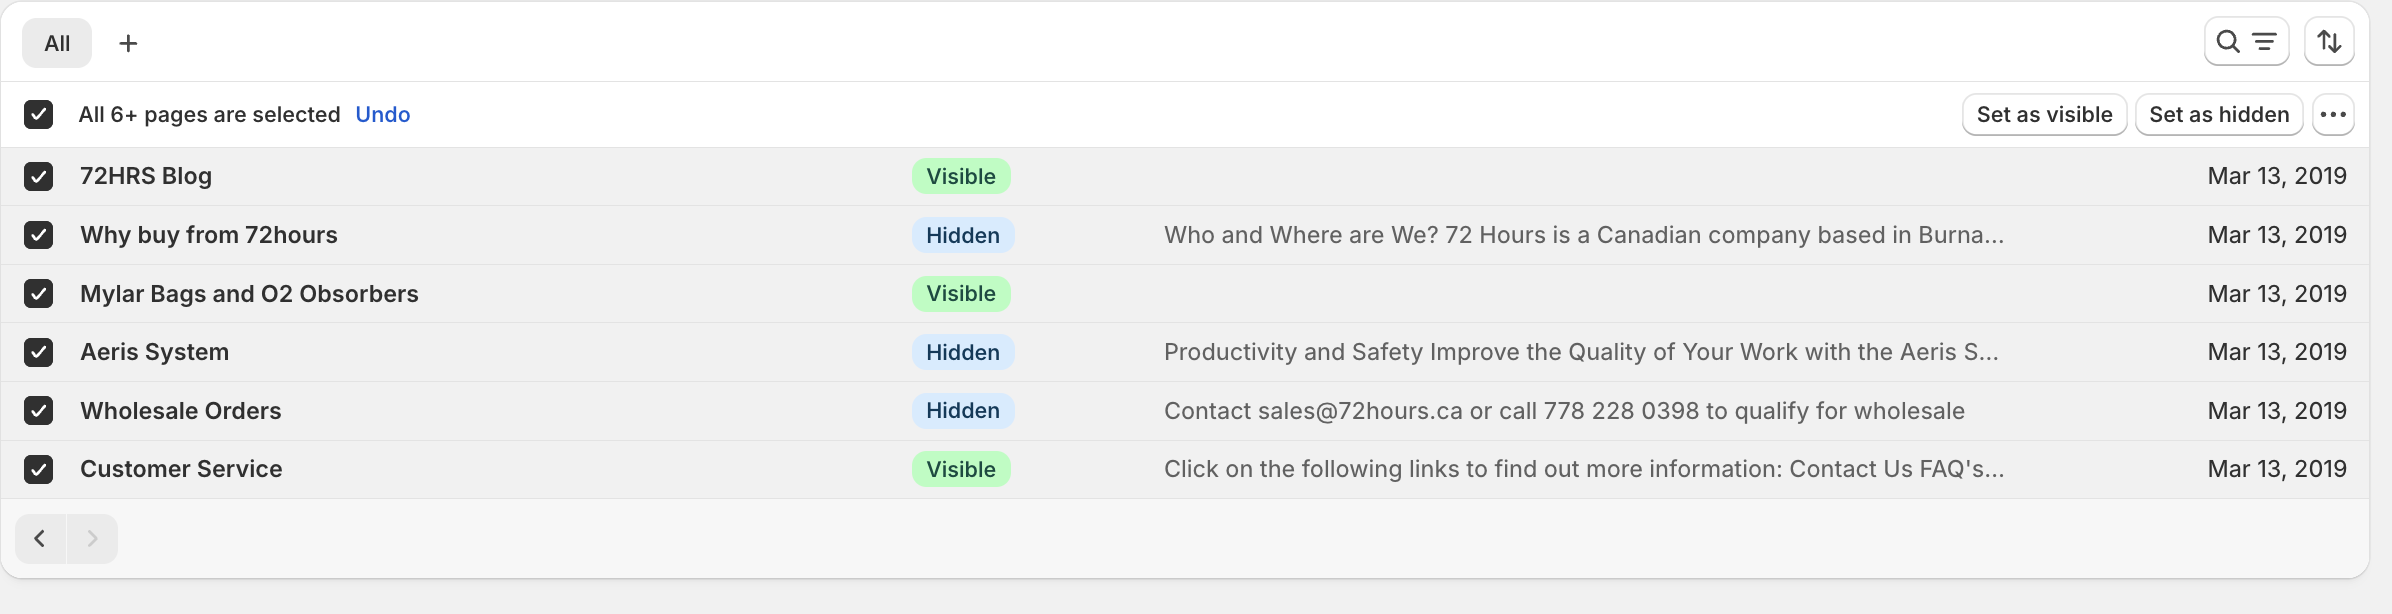 All
All 6+ pages are selected Undo Set as visible Set as hidden
72HRS Blog Visible Mar 13, 2019
Why buy from 72hours Hidden Who and Where are We? 72 Hours is a Canadian company based in Burna... Mar 13, 2019
Mylar Bags and O2 Obsorbers Visible Mar 13, 2019
Aeris System Hidden Productivity and Safety Improve the Quality of Your Work with the Aeris S... Mar 13, 2019
Wholesale Orders Hidden Contact sales@72hours.ca or call 778 228 0398 to qualify for wholesale Mar 13, 2019
Customer Service Visible Click on the following links to find out more information: Contact Us FAQ's... Mar 13, 2019